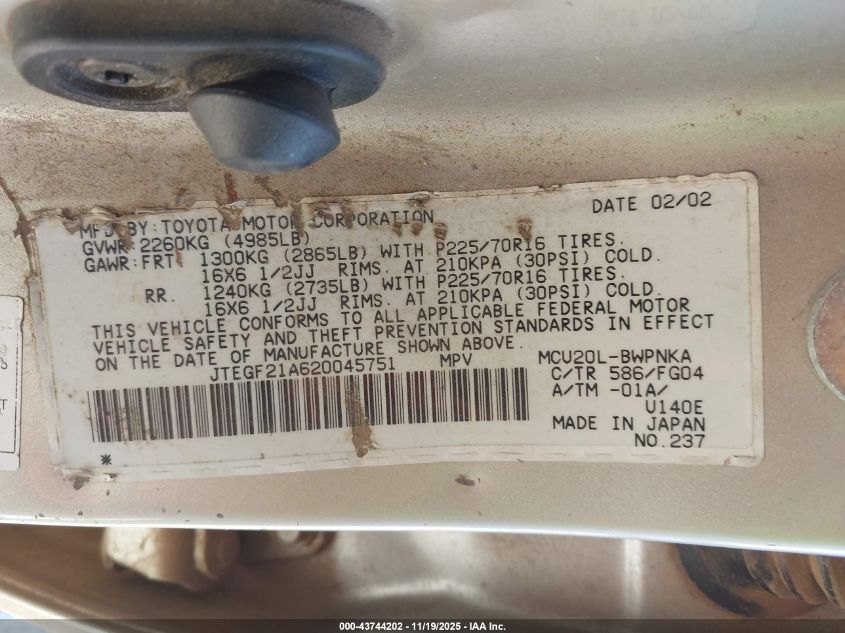 DATE 02/02
MFD BY: TOYOTA MOTOR CORPORATION
GVWR 2260KG (4985LB)
GAWR: FRT. 1300KG (2865LB) WITH P225/70R16 TIRES.
16X6 1/2JJ RIMS. AT 210KPA (30PSI) COLD.
RR. 1240KG (2735LB) WITH P225/70R16 TIRES.
16X6 1/2JJ RIMS. AT 210KPA (30PSI) COLD.
THIS VEHICLE CONFORMS TO ALL APPLICABLE FEDERAL MOTOR
VEHICLE SAFETY AND THEFT PREVENTION STANDARDS IN EFFECT
ON THE DATE OF MANUFACTURE SHOWN ABOVE.
JTEGF21A620045751 MPV MCU20L-BWPNKA
C/TR 586/FG04
A/TM -01A/
U140E
MADE IN JAPAN
NO.237
*
000-43744202 - 11/19/2025 - IAA Inc.